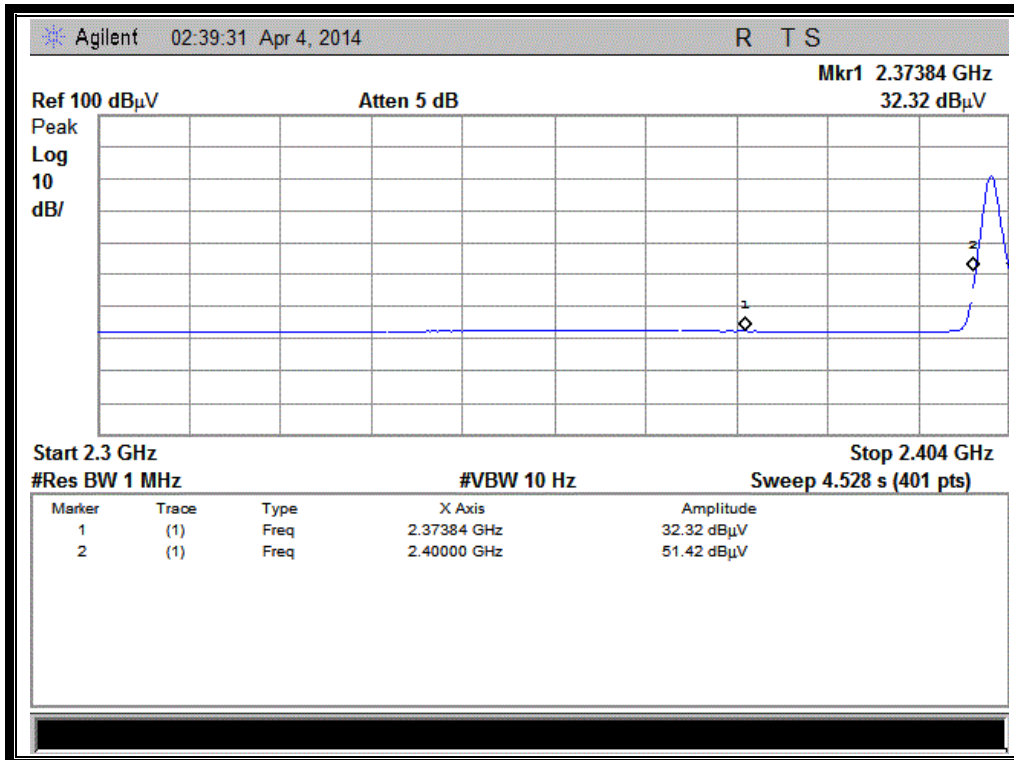 Agilent 02:39:31 Apr 4, 2014 R T S
Mkr1 2.37384 GHz
Ref 100 dBμV Atten 5 dB 32.32 dBμV
Peak
Log
10
dB/
2
1
Start 2.3 GHz Stop 2.404 GHz
#Res BW 1 MHz #VBW 10 Hz Sweep 4.528 s (401 pts)
Marker Trace Type X Axis Amplitude
1 (1) Freq 2.37384 GHz 32.32 dBμV
2 (1) Freq 2.40000 GHz 51.42 dBμV